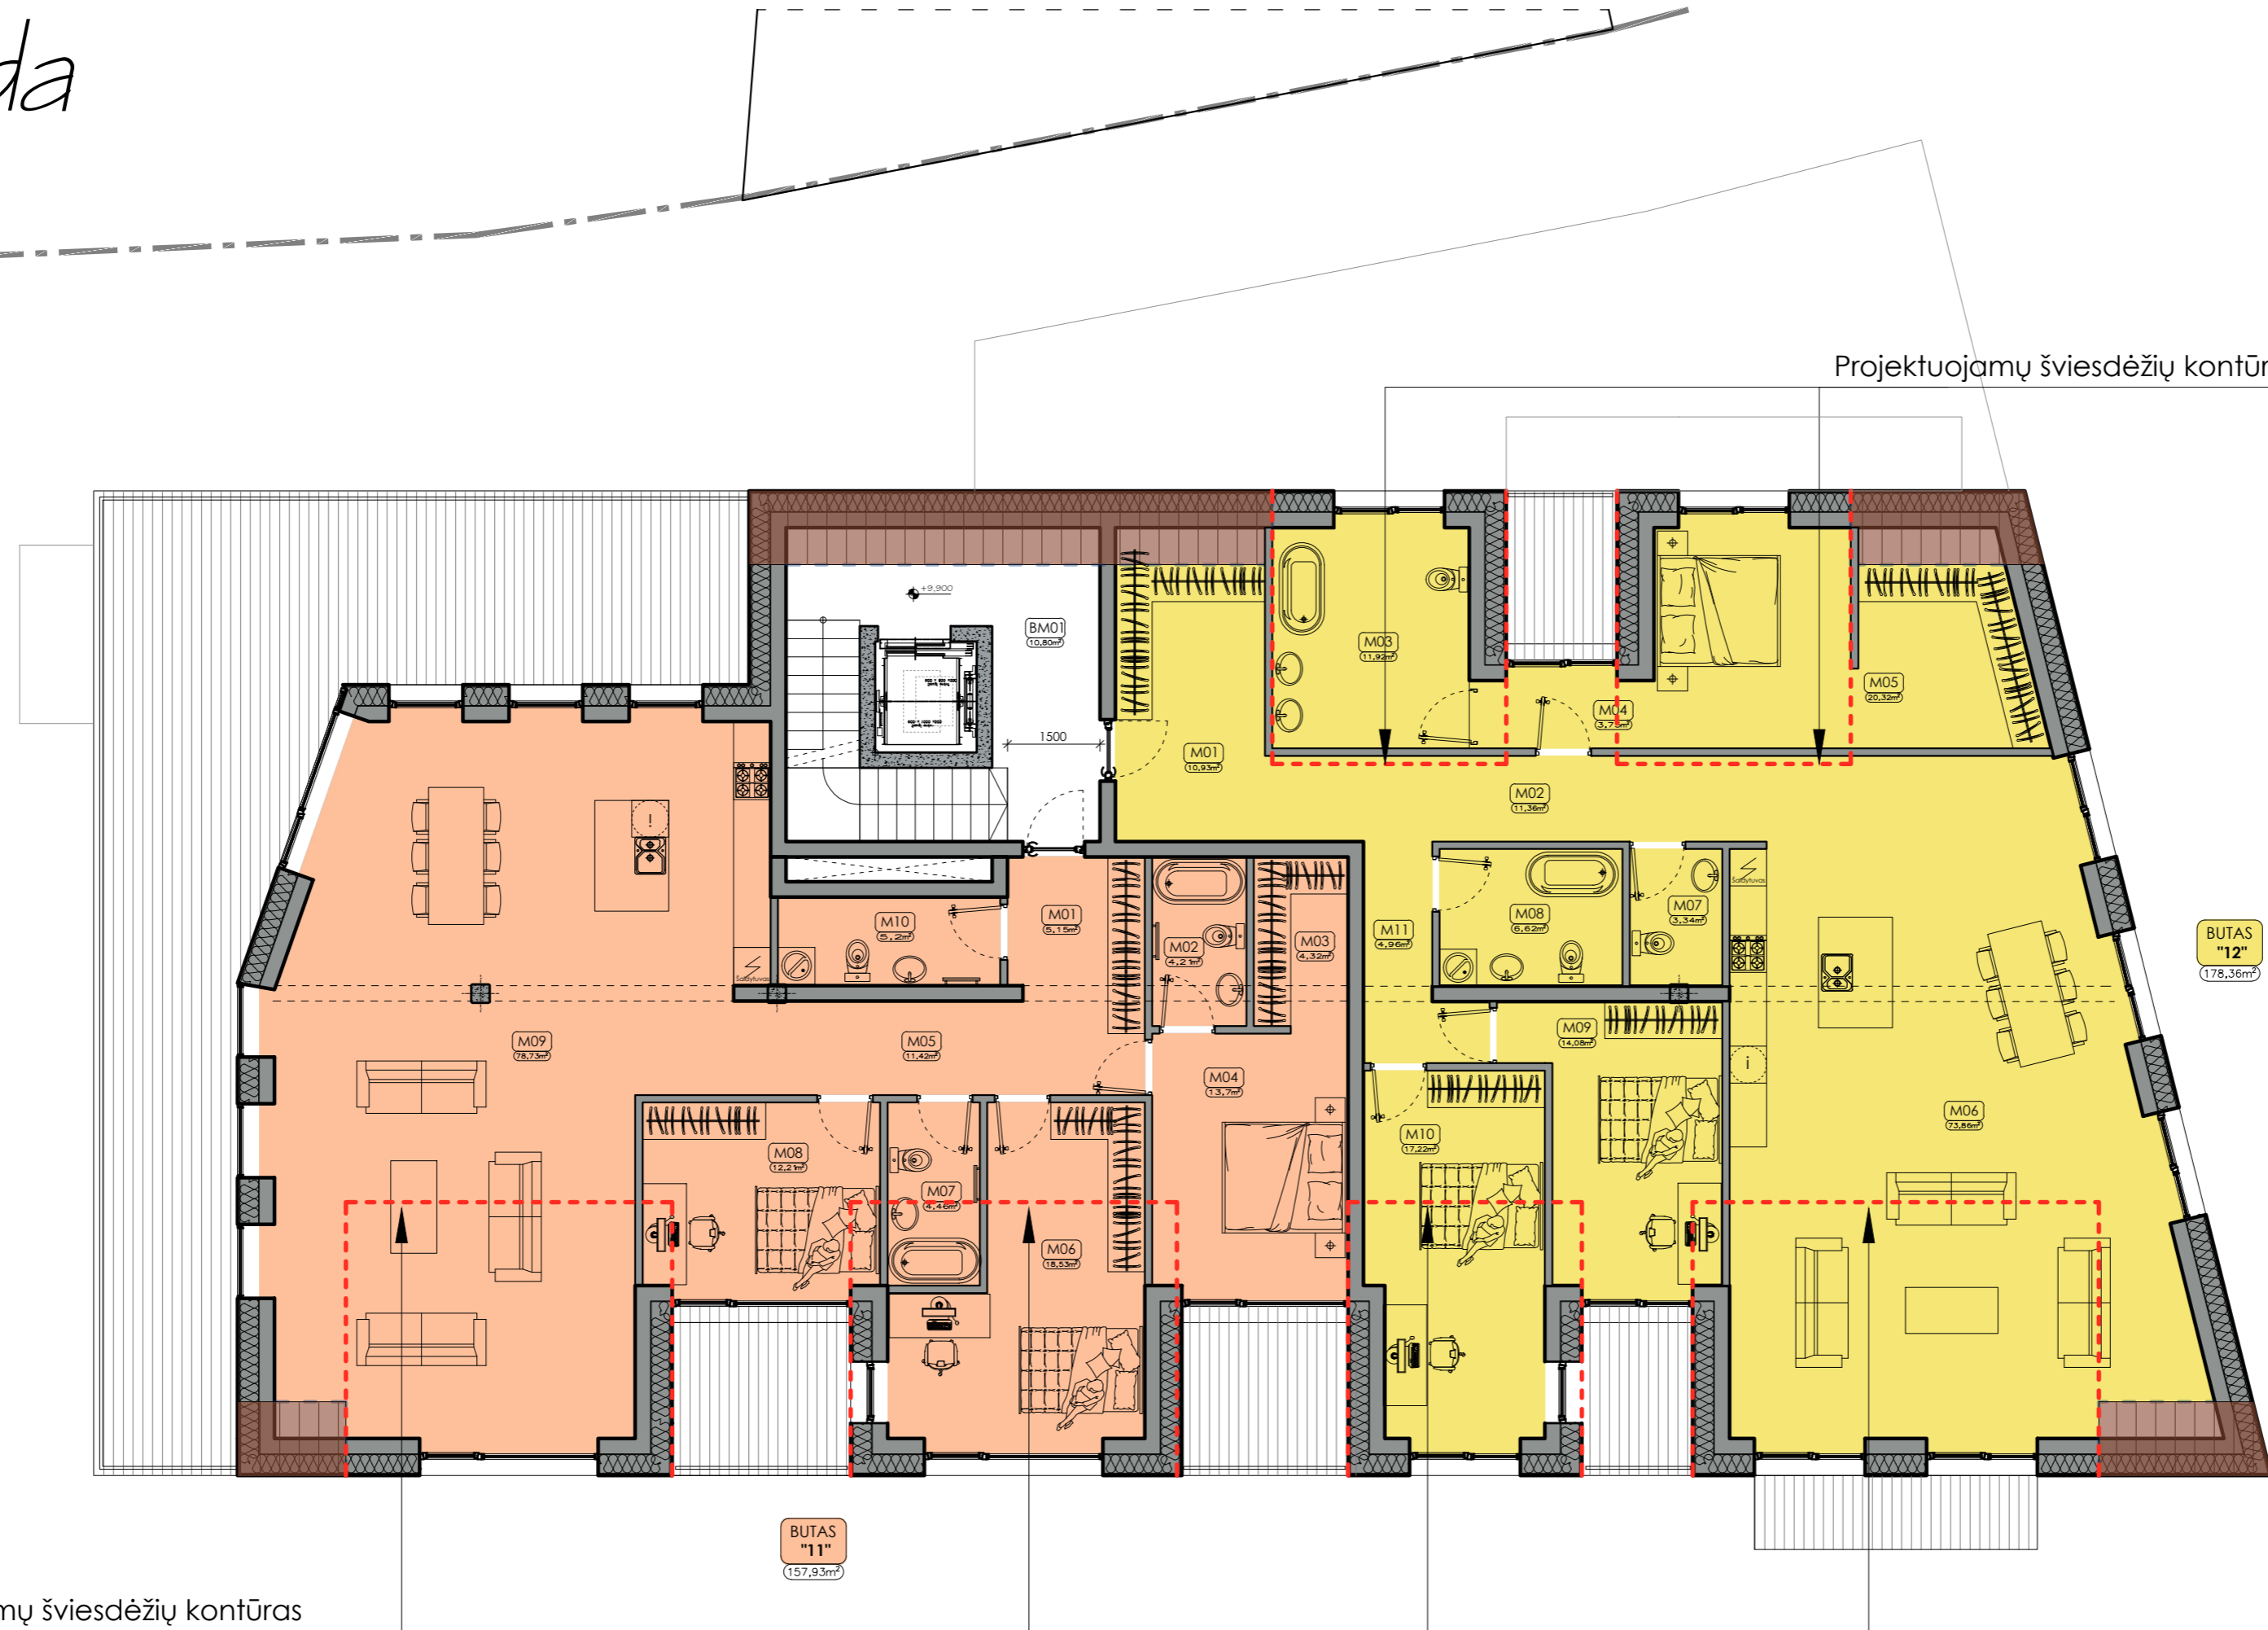 da
Projektuojamų šviesdėžių kontūr
+9,900
BM01
10,80m²
1500
M03
11,92m²
M04
3,75m²
M05
20,32m²
M01
10,93m²
M02
11,36m²
!
Šaldytuvas
M10
5,2m²
M01
5,15m²
M02
4,21m²
M03
4,32m²
M11
4,96m²
M08
6,62m²
M07
3,34m²
Šaldytuvas
BUTAS
"12"
178,36m²
M09
78,73m²
M05
11,42m²
M04
13,7m²
M09
14,08m²
i
M10
17,22m²
M06
73,86m²
M08
12,21m²
M07
4,46m²
M06
18,53m²
BUTAS
"11"
157,93m²
mų šviesdėžių kontūras